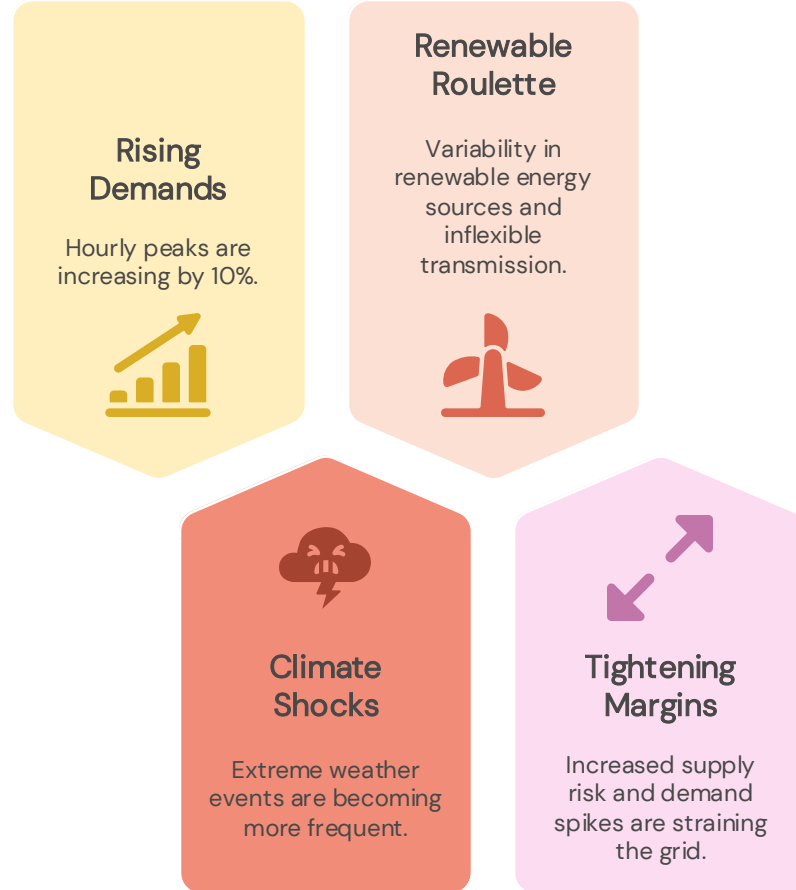 Rising
Demands
Hourly peaks are
increasing by 10%.
Renewable
Roulette
Variability in
renewable energy
sources and
inflexible
transmission.
Climate
Shocks
Extreme weather
events are becoming
more frequent.
Tightening
Margins
Increased supply
risk and demand
spikes are straining
the grid.